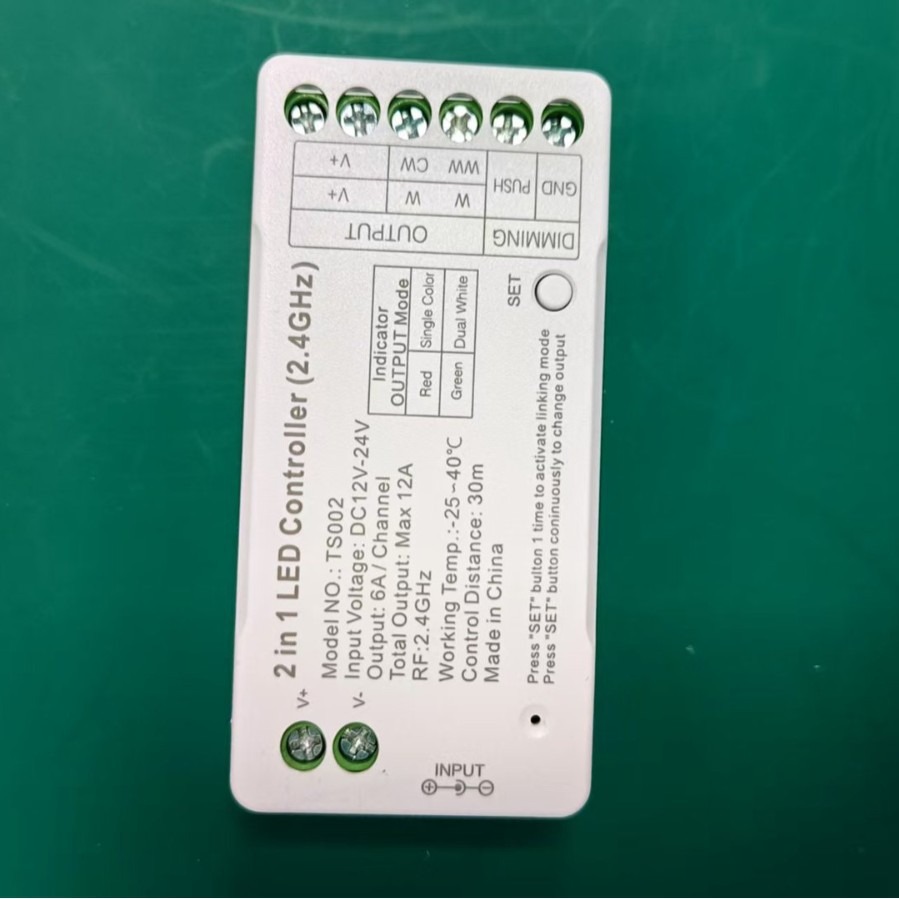 2 in 1 LED Controller (2.4GHz)
Model NO.: TS002
Input Voltage: DC12V-24V
Output: 6A / Channel
Total Output: Max 12A
RF:2.4GHz
Working Temp.:-25~40℃
Control Distance: 30m
Made in China
Indicator
OUTPUT Mode
Red Single Color
Green Dual White
Press "SET" bulton 1 time to activate linking mode
Press "SET" button coninuously to change output
SET
V+
V-
INPUT
DIMMING OUTPUT
GND PUSH W W V+
WW CW V+